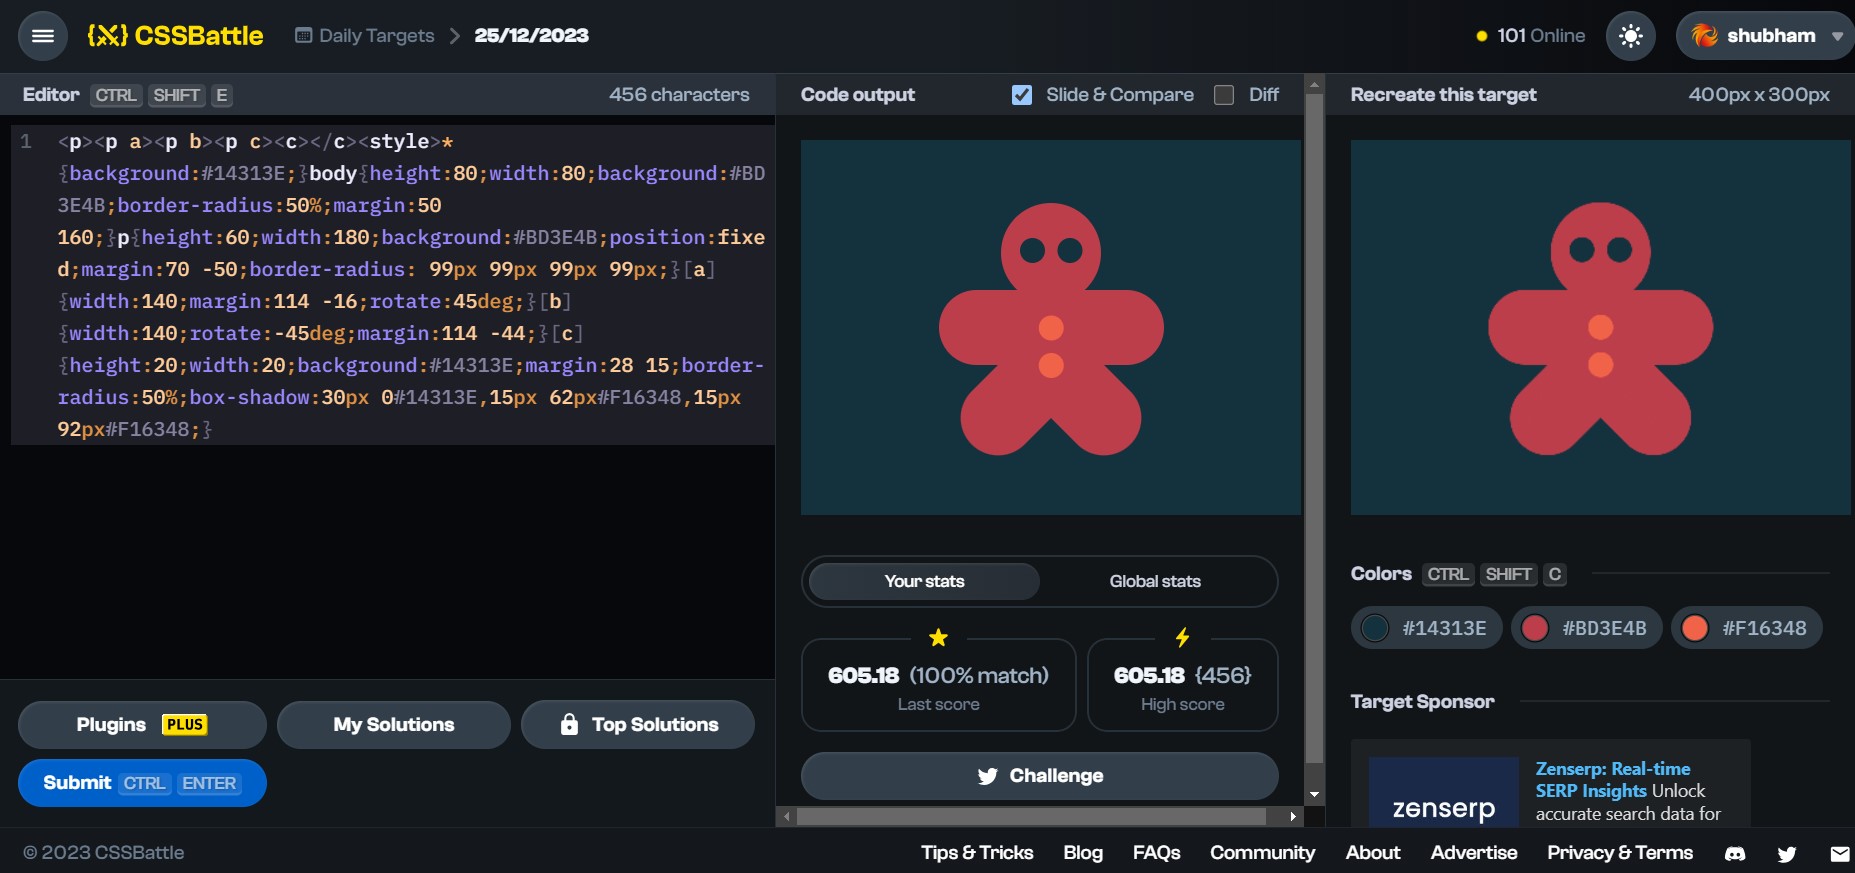 CSSBattle
Daily Targets
25/12/2023
101 Online
shubham
Editor CTRL SHIFT E
456 characters
1 <p><p a><p b><p c><c></c><style>*
{background:#14313E;}body{height:80;width:80;background:#BD
3E4B;border-radius:50%;margin:50
160;}p{height:60;width:180;background:#BD3E4B;position:fixe
d;margin:70 -50;border-radius: 99px 99px 99px 99px;}[a]
{width:140;margin:114 -16;rotate:45deg;}[b]
{width:140;rotate:-45deg;margin:114 -44;}[c]
{height:20;width:20;background:#14313E;margin:28 15;border-
radius:50%;box-shadow:30px 0#14313E,15px 62px#F16348,15px
92px#F16348;}
Plugins PLUS
My Solutions
Top Solutions
Submit CTRL ENTER
Code output
Slide & Compare
Diff
Your stats
Global stats
605.18 (100% match)
Last score
605.18 {456}
High score
Challenge
Recreate this target
400px x 300px
Colors CTRL SHIFT C
#14313E
#BD3E4B
#F16348
Target Sponsor
zenserp
Zenserp: Real-time
SERP Insights Unlock
accurate search data for
© 2023 CSSBattle
Tips & Tricks
Blog
FAQs
Community
About
Advertise
Privacy & Terms